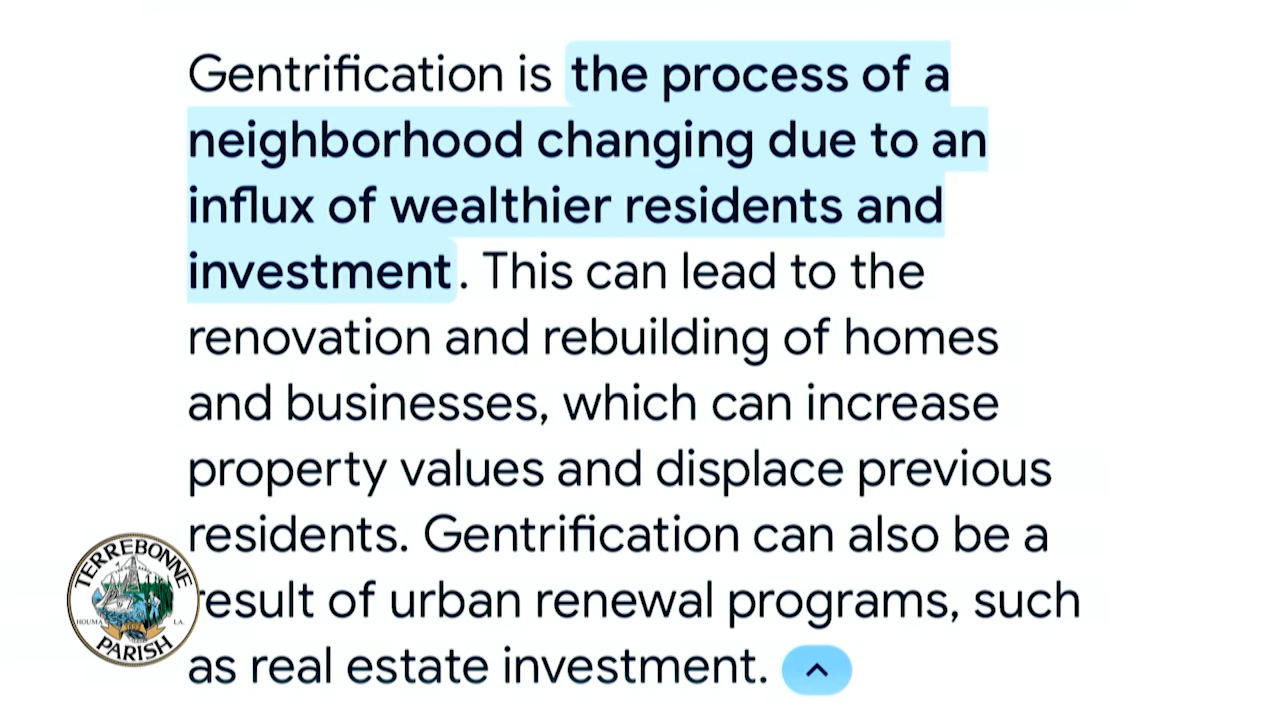 Gentrification is the process of a
neighborhood changing due to an
influx of wealthier residents and
investment. This can lead to the
renovation and rebuilding of homes
and businesses, which can increase
property values and displace previous
residents. Gentrification can also be a
result of urban renewal programs, such
as real estate investment.
TERREBONNE
HOUMA LA.
PARISH